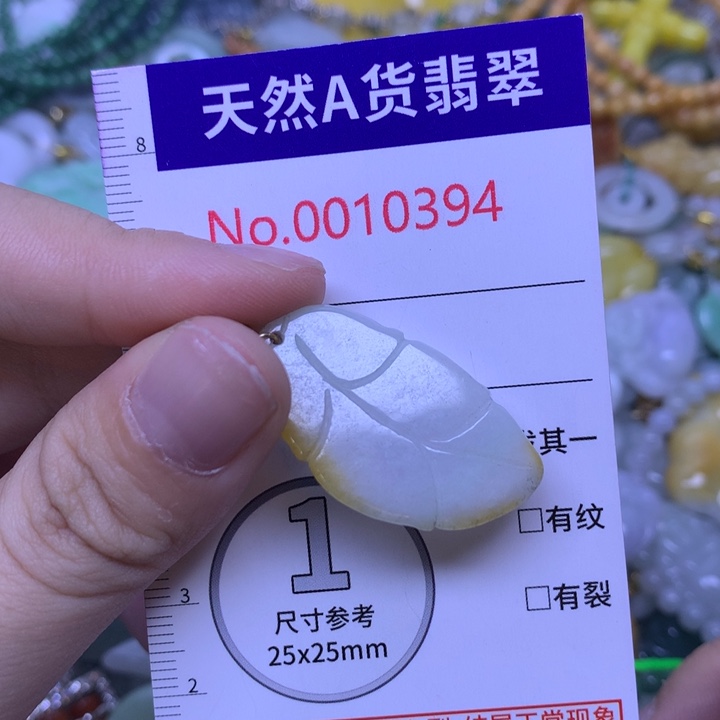 天然A货翡翠
8
No.0010394
其一
□有纹
□有裂
1
尺寸参考
25x25mm
3
2